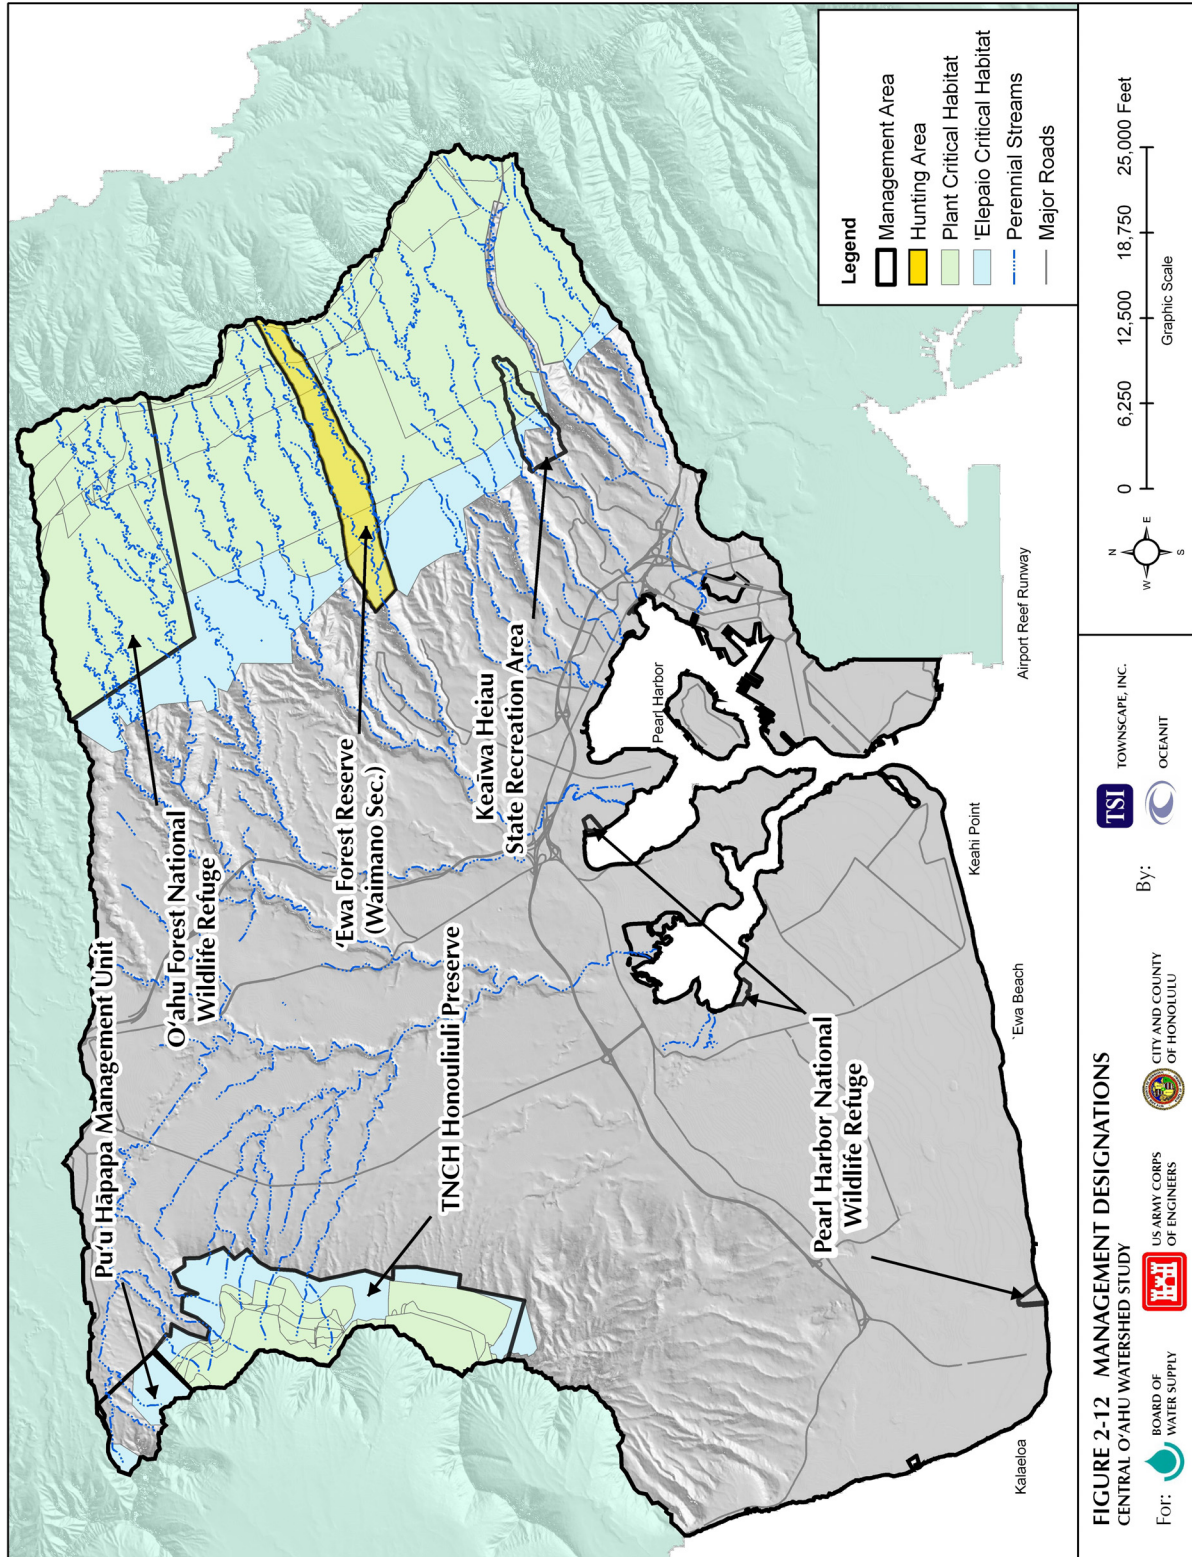 Pu‘u Hāpapa Management Unit
O‘ahu Forest National
Wildlife Refuge
‘Ewa Forest Reserve
(Waimano Sec.)
Keaīwa Heiau
State Recreation Area
TNCH Honouliuli Preserve
Pearl Harbor National
Wildlife Refuge
Pearl Harbor
Kalaeloa
'Ewa Beach
Keahi Point
Airport Reef Runway
Legend
Management Area
Hunting Area
Plant Critical Habitat
'Elepaio Critical Habitat
Perennial Streams
Major Roads
FIGURE 2-12 MANAGEMENT DESIGNATIONS
CENTRAL O‘AHU WATERSHED STUDY
For:
BOARD OF
WATER SUPPLY
US ARMY CORPS
OF ENGINEERS
CITY AND COUNTY
OF HONOLULU
By:
TSI
TOWNSCAPE, INC.
OCEANIT
N
W
E
S
0 6,250 12,500 18,750 25,000 Feet
Graphic Scale